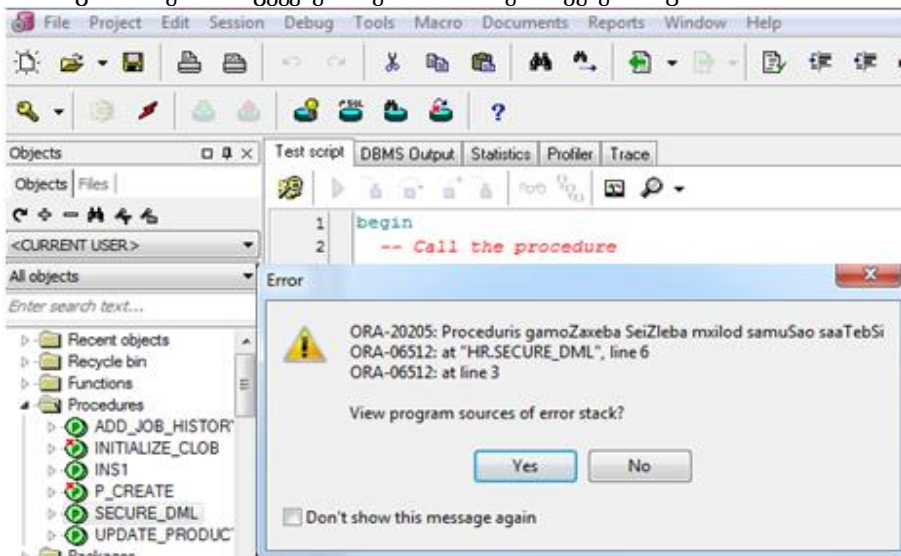 File Project Edit Session Debug Tools Macro Documents Reports Window Help
Objects
Test script DBMS Output Statistics Profiler Trace
Objects Files
1 begin
<CURRENT USER>
2 -- Call the procedure
All objects
Error
Enter search text...
ORA-20205: Proceduris gamoZaxeba SeiZleba mxilod samuSao saaTebSi
Recent objects
ORA-06512: at "HR.SECURE_DML", line 6
Recycle bin
ORA-06512: at line 3
Functions
Procedures
View program sources of error stack?
ADD_JOB_HISTOR
INITIALIZE_CLOB
Yes No
INS1
P_CREATE
SECURE_DML
Don't show this message again
UPDATE_PRODUC
Packages